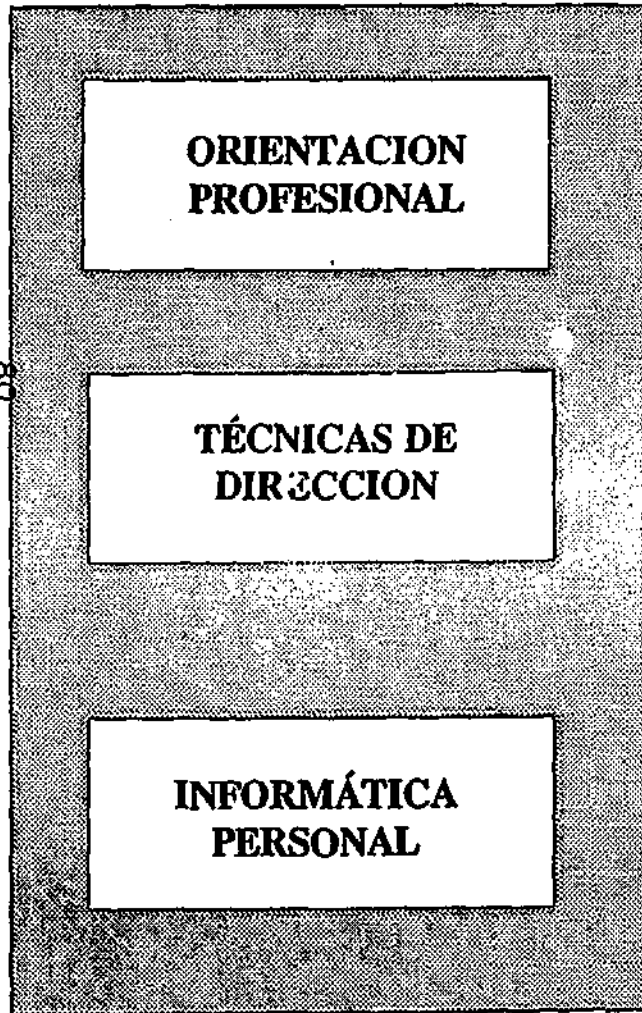 ORIENTACION
PROFESIONAL
TÉCNICAS DE
DIRECCION
INFORMÁTICA
PERSONAL